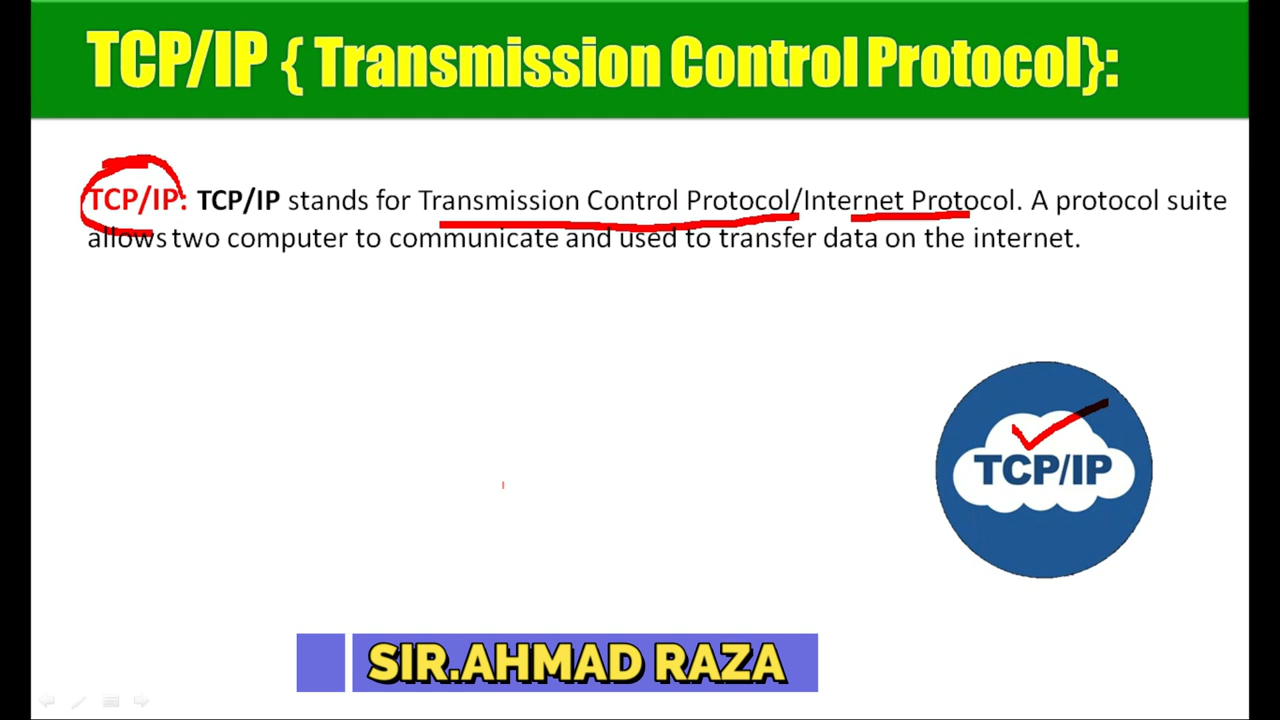 TCP/IP { Transmission Control Protocol}:
TCP/IP: TCP/IP stands for Transmission Control Protocol/Internet Protocol. A protocol suite
allows two computer to communicate and used to transfer data on the internet.
TCP/IP
SIR.AHMAD RAZA